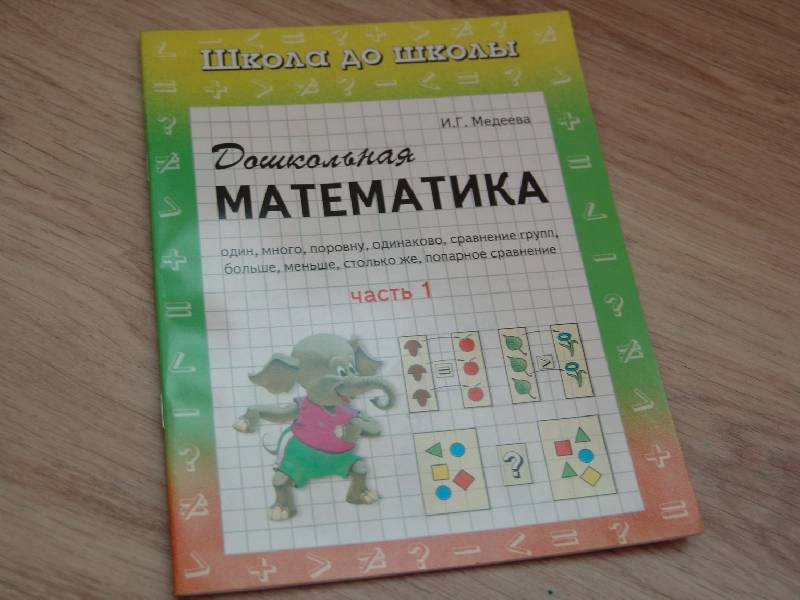 Школа до школы
И.Г. Медеева
Дошкольная
МАТЕМАТИКА
один, много, поровну, одинаково, сравнение групп,
больше, меньше, столько же, попарное сравнение
часть 1